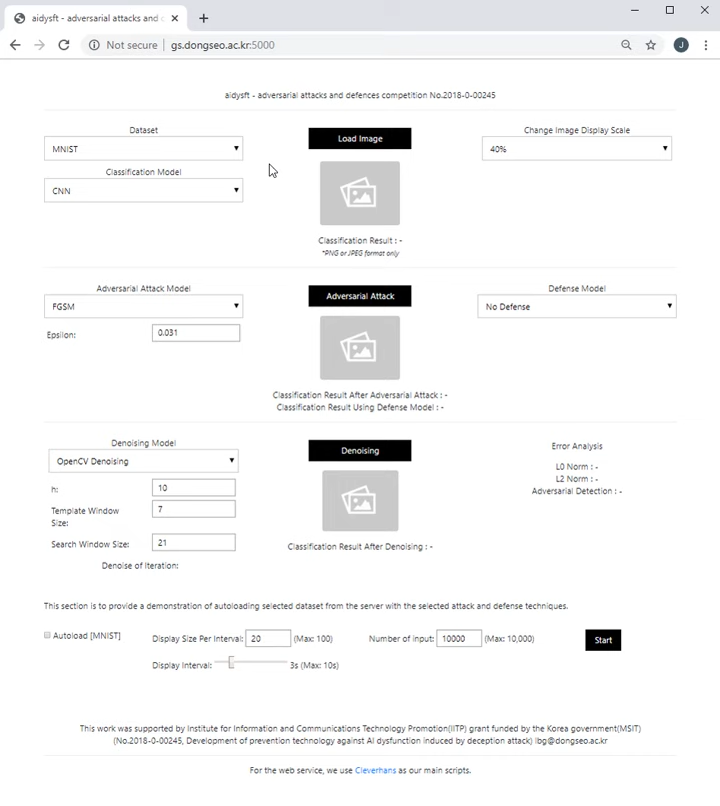 aidysft - adversarial attacks and c
Not secure | gs.dongseo.ac.kr:5000
J
aidysft - adversarial attacks and defences competition No.2018-0-00245
Dataset
MNIST
Classification Model
CNN
Load Image
Classification Result : -
*PNG or JPEG format only
Change Image Display Scale
40%
Adversarial Attack Model
FGSM
Epsilon: 0.031
Adversarial Attack
Classification Result After Adversarial Attack : -
Classification Result Using Defense Model : -
Defense Model
No Defense
Denoising Model
OpenCV Denoising
h: 10
Template Window
Size: 7
Search Window Size: 21
Denoise of Iteration:
Denoising
Classification Result After Denoising : -
Error Analysis
L0 Norm : -
L2 Norm : -
Adversarial Detection : -
This section is to provide a demonstration of autoloading selected dataset from the server with the selected attack and defense techniques.
Autoload [MNIST] Display Size Per Interval: 20 (Max: 100) Number of input: 10000 (Max: 10,000) Start
Display Interval: 3s (Max: 10s)
This work was supported by Institute for Information and Communications Technology Promotion(IITP) grant funded by the Korea government(MSIT)
(No.2018-0-00245, Development of prevention technology against AI dysfunction induced by deception attack) lbg@dongseo.ac.kr
For the web service, we use Cleverhans as our main scripts.